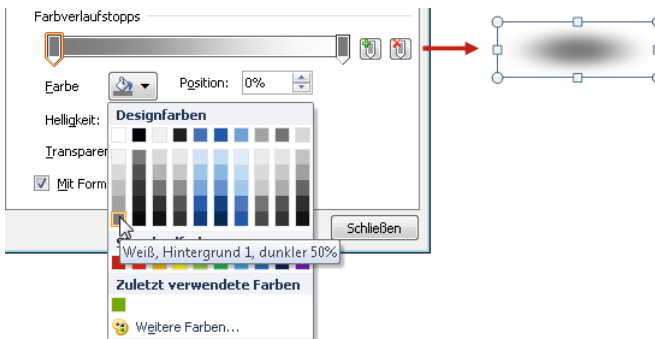 Farbverlaufstopps
Farbe
Position: 0%
Helligkeit:
Designfarben
Transparen
Mit Form
Schließen
Weiß, Hintergrund 1, dunkler 50%
Zuletzt verwendete Farben
Weitere Farben...